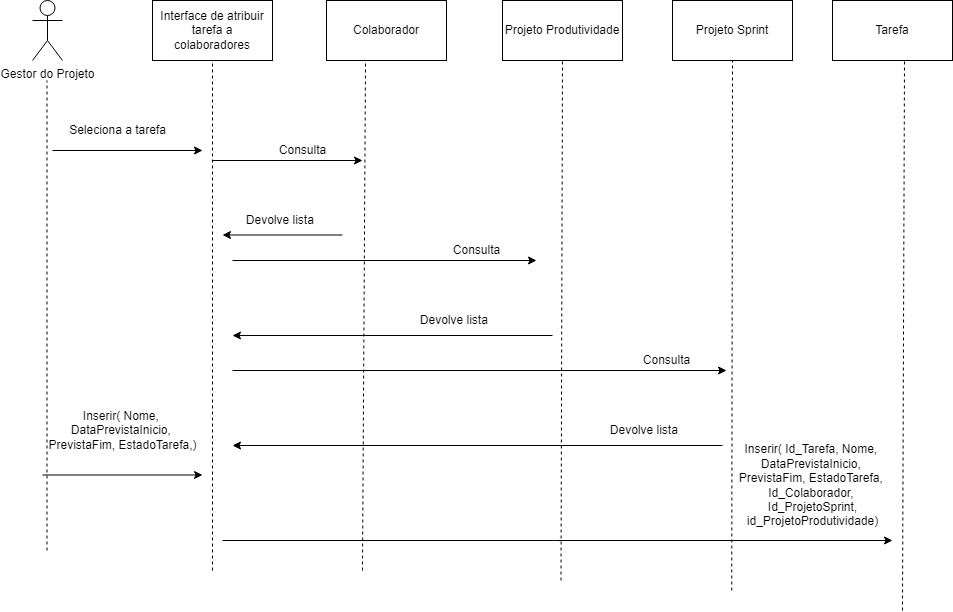 Interface de atribuir
tarefa a
colaboradores
Colaborador
Projeto Produtividade
Projeto Sprint
Tarefa
Gestor do Projeto
Seleciona a tarefa
Consulta
Devolve lista
Consulta
Devolve lista
Consulta
Inserir( Nome,
DataPrevistaInicio,
PrevistaFim, EstadoTarefa,)
Devolve lista
Inserir( Id_Tarefa, Nome,
DataPrevistaInicio,
PrevistaFim, EstadoTarefa,
Id_Colaborador,
Id_ProjetoSprint,
id_ProjetoProdutividade)